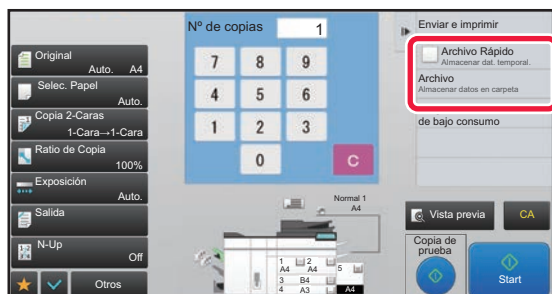 Original
Auto. A4
Selec. Papel
Auto.
Copia 2-Caras
1-Cara→1-Cara
Ratio de Copia
100%
Exposición
Auto.
Salida
N-Up
Off
Otros
Nº de copias 1
7 8 9
4 5 6
1 2 3
0 C
Normal 1
A4
1 2
A4 A4
5
3 B4
4 A3 A4
Enviar e imprimir
Archivo Rápido
Almacenar dat. temporal.
Archivo
Almacenar datos en carpeta
de bajo consumo
Vista previa
CA
Copia de
prueba
Start